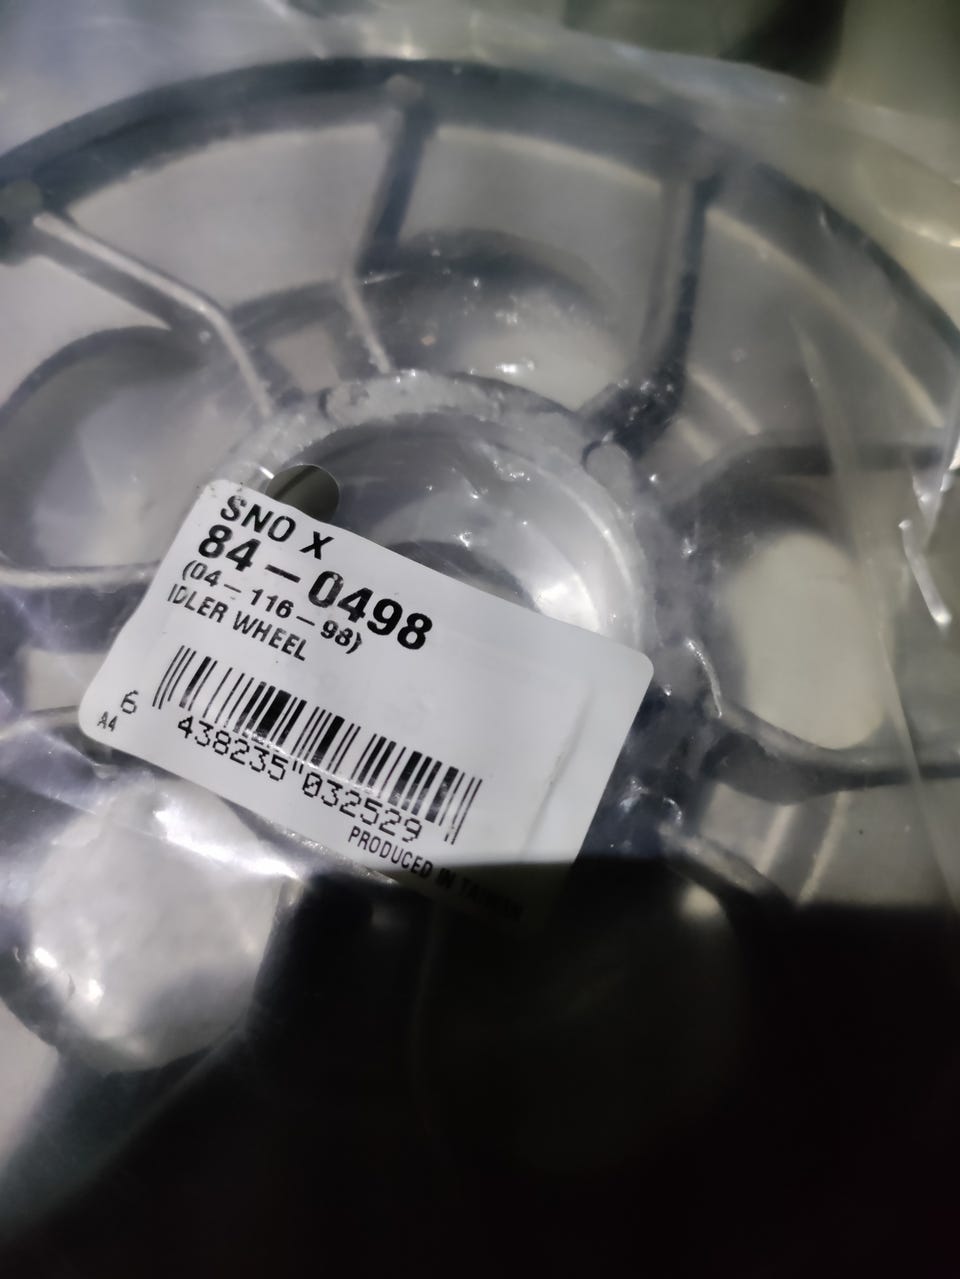 SNO X
84-0498
(04-116-98)
IDLER WHEEL
6 438235"032529
A4
PRODUCED IN TAIWAN